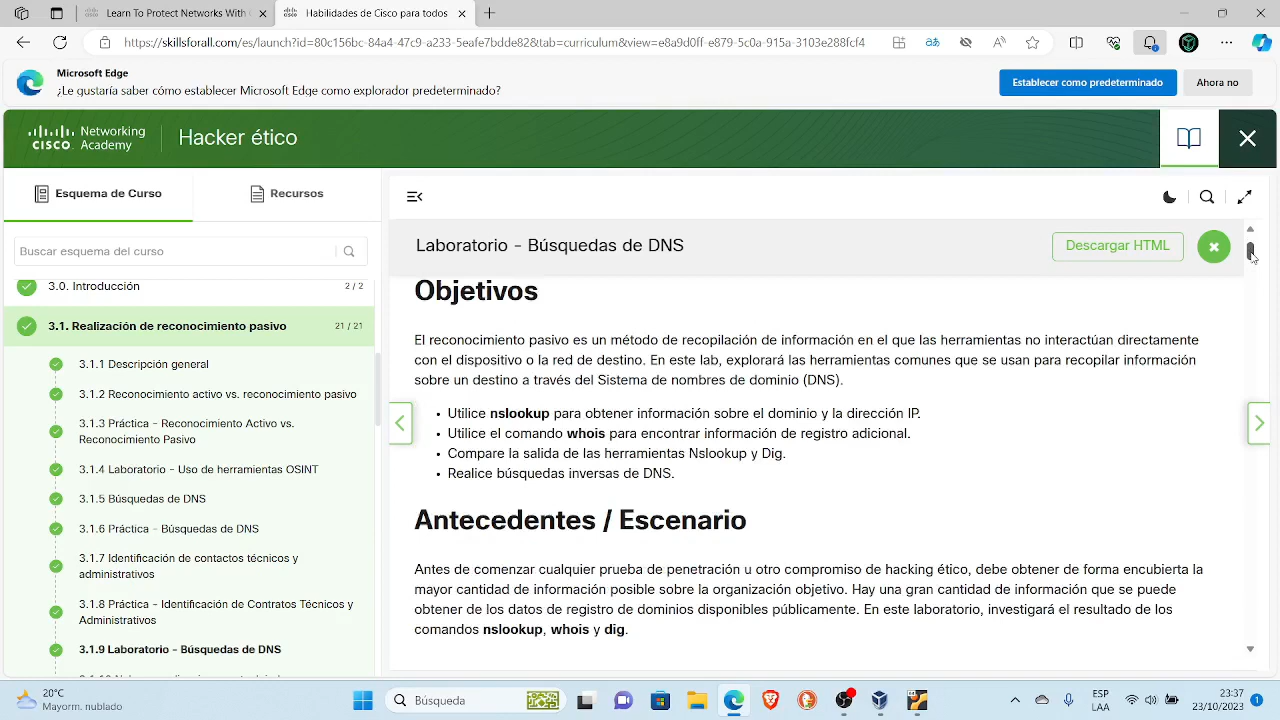 Learn To Protect Networks With
Habilidades de Cisco para todos
https://skillsforall.com/es/launch?id=80c156bc-84a4-47c9-a233-5eafe7bdde82&tab=curriculum&view=e8a9d0ff-e879-5c0a-915a-3103e288fcf4
Microsoft Edge
¿Le gustaría saber cómo establecer Microsoft Edge como explorador predeterminado?
Establecer como predeterminado
Ahora no
Networking
CISCO Academy
Hacker ético
Esquema de Curso
Recursos
Buscar esquema del curso
3.0. Introducción 2 / 2
3.1. Realización de reconocimiento pasivo 21 / 21
3.1.1 Descripción general
3.1.2 Reconocimiento activo vs. reconocimiento pasivo
3.1.3 Práctica - Reconocimiento Activo vs.
Reconocimiento Pasivo
3.1.4 Laboratorio - Uso de herramientas OSINT
3.1.5 Búsquedas de DNS
3.1.6 Práctica - Búsquedas de DNS
3.1.7 Identificación de contactos técnicos y
administrativos
3.1.8 Práctica - Identificación de Contratos Técnicos y
Administrativos
3.1.9 Laboratorio - Búsquedas de DNS
Laboratorio - Búsquedas de DNS
Descargar HTML
Objetivos
El reconocimiento pasivo es un método de recopilación de información en el que las herramientas no interactúan directamente
con el dispositivo o la red de destino. En este lab, explorará las herramientas comunes que se usan para recopilar información
sobre un destino a través del Sistema de nombres de dominio (DNS).
• Utilice nslookup para obtener información sobre el dominio y la dirección IP.
• Utilice el comando whois para encontrar información de registro adicional.
• Compare la salida de las herramientas Nslookup y Dig.
• Realice búsquedas inversas de DNS.
Antecedentes / Escenario
Antes de comenzar cualquier prueba de penetración u otro compromiso de hacking ético, debe obtener de forma encubierta la
mayor cantidad de información posible sobre la organización objetivo. Hay una gran cantidad de información que se puede
obtener de los datos de registro de dominios disponibles públicamente. En este laboratorio, investigará el resultado de los
comandos nslookup, whois y dig.
20°C
Mayorm. nublado
Búsqueda
ESP
LAA
23:37
23/10/2023
1